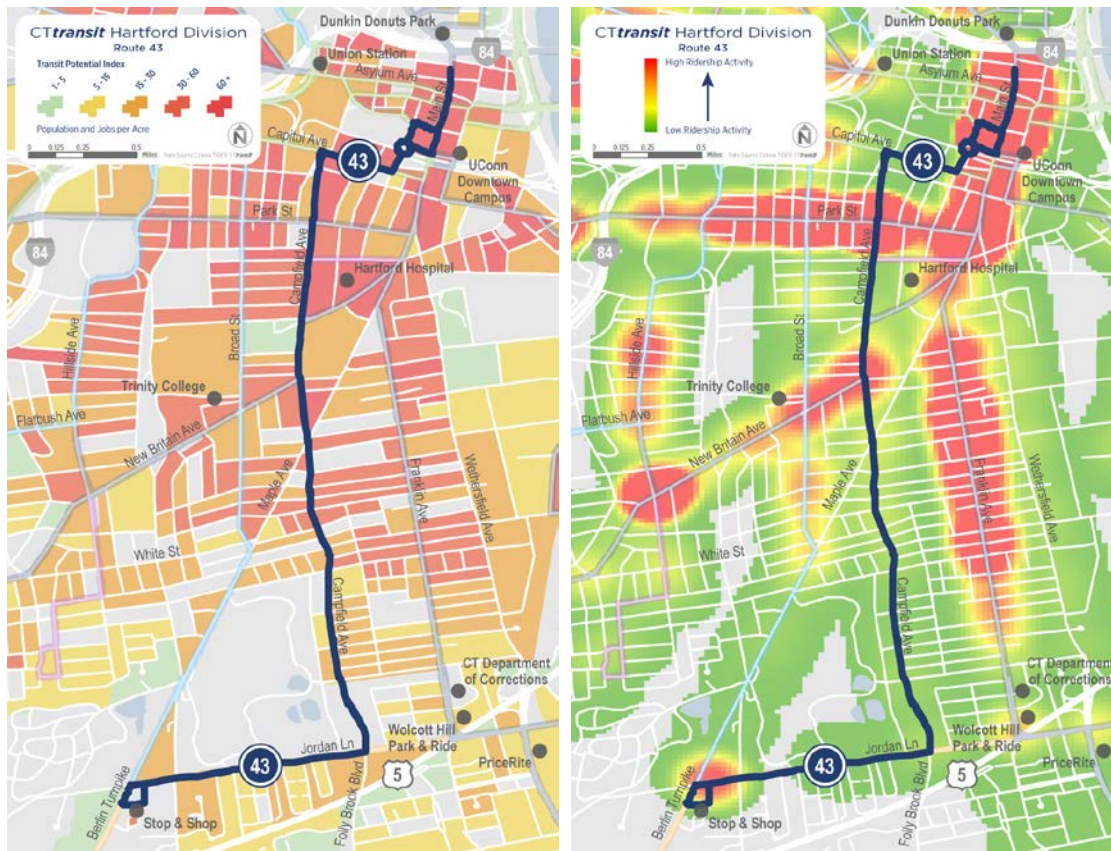 CTtransit Hartford Division
Route 43
Transit Potential Index
1 - 5
5 - 15
15 - 30
30 - 60
60 +
Population and Jobs per Acre
0
0.125
0.25
0.5
Miles
N
Dunkin Donuts Park
84
Union Station
Asylum Ave
Main St
Capitol Ave
43
UConn
Downtown
Campus
Park St
84
Campfield Ave
Hartford Hospital
Broad St
Hillside Ave
Trinity College
Flatbush Ave
New Britain Ave
Maple Ave
Franklin Ave
Wethersfield Ave
White St
Campfield Ave
CT Department
of Corrections
Wolcott Hill
Park & Ride
Jordan Ln
43
5
PriceRite
Berlin Turnpike
Folly Brook Blvd
Stop & Shop
CTtransit Hartford Division
Route 43
High Ridership Activity
Low Ridership Activity
0
0.125
0.25
0.5
Miles
N
Dunkin Donuts Park
84
Union Station
Asylum Ave
Main St
Capitol Ave
43
UConn
Downtown
Campus
Park St
84
Campfield Ave
Hartford Hospital
Broad St
Hillside Ave
Trinity College
Flatbush Ave
New Britain Ave
Maple Ave
Franklin Ave
Wethersfield Ave
White St
Campfield Ave
CT Department
of Corrections
Wolcott Hill
Park & Ride
Jordan Ln
43
5
PriceRite
Berlin Turnpike
Folly Brook Blvd
Stop & Shop